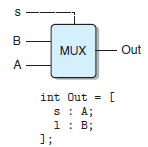 s
B
MUX
Out
A
int Out = [
s : A;
1 : B;
];